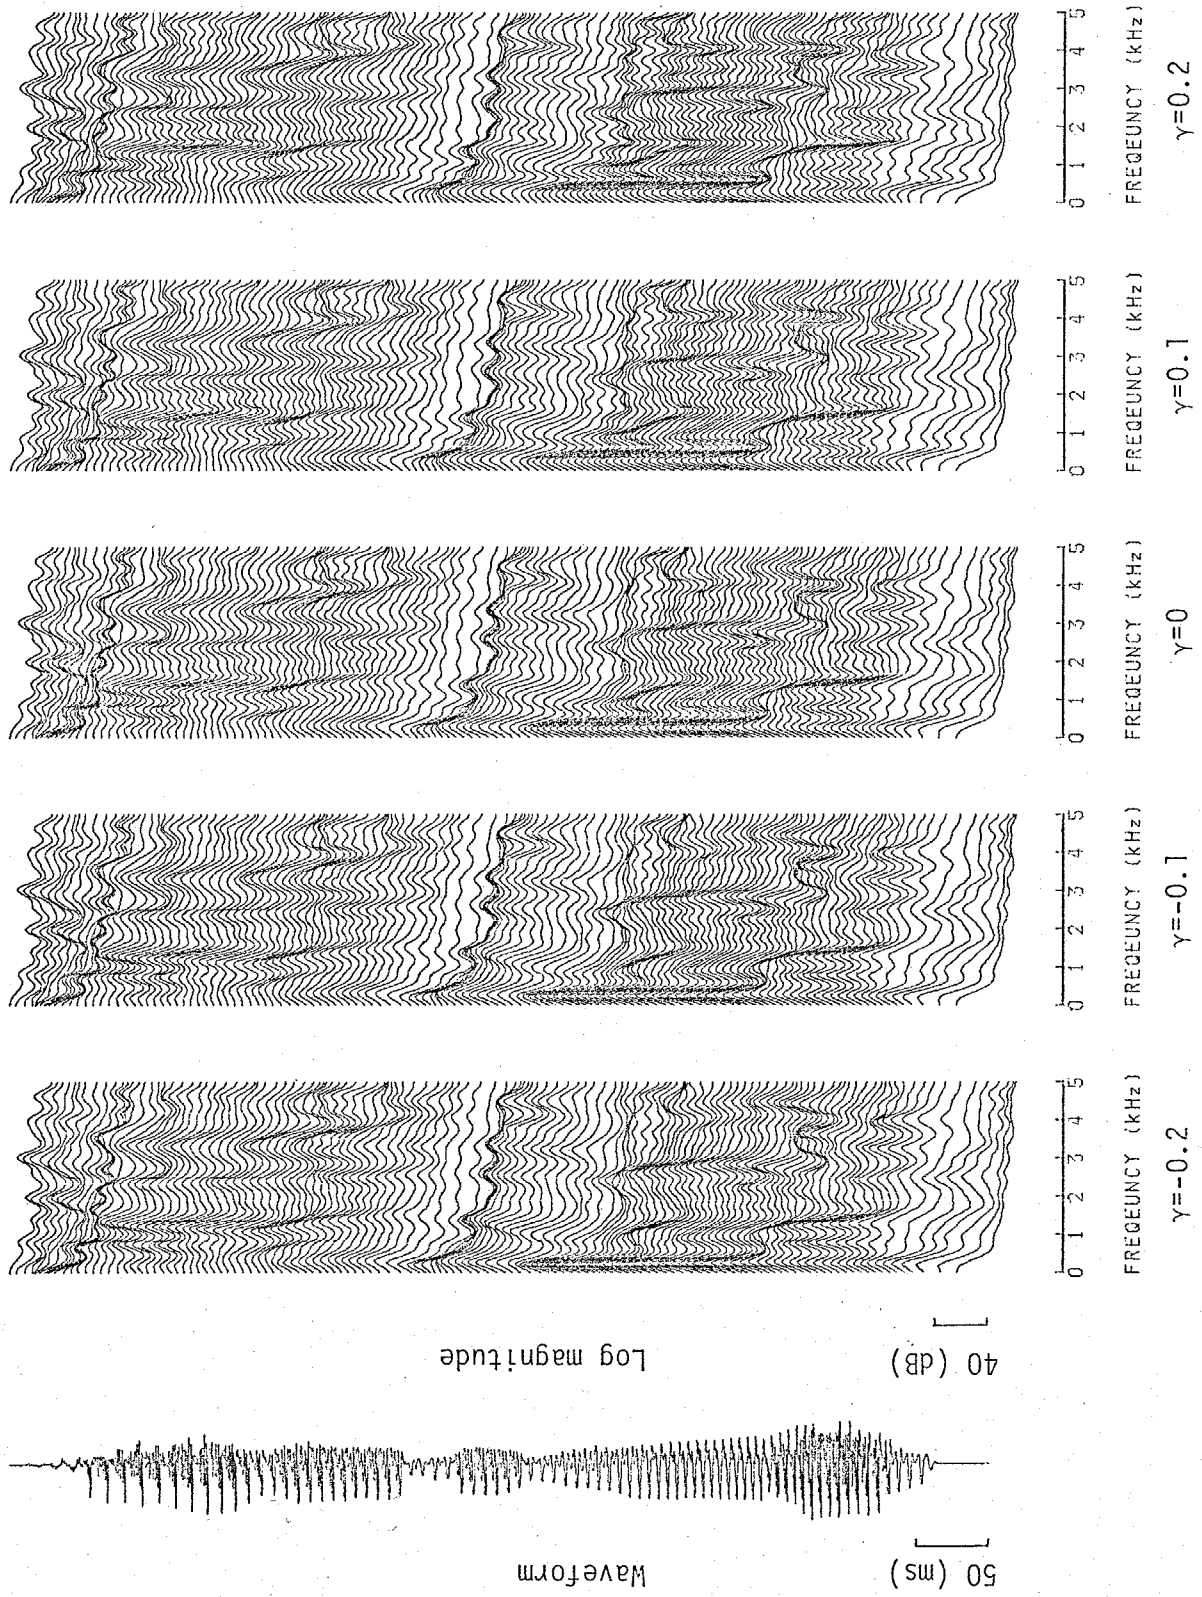 Waveform
50 (ms)
Log magnitude
40 (dB)
0 1 2 3 4 5
FREQEUNCY (kHz)
γ=-0.2
0 1 2 3 4 5
FREQEUNCY (kHz)
γ=-0.1
0 1 2 3 4 5
FREQEUNCY (kHz)
γ=0
0 1 2 3 4 5
FREQEUNCY (kHz)
γ=0.1
0 1 2 3 4 5
FREQEUNCY (kHz)
γ=0.2